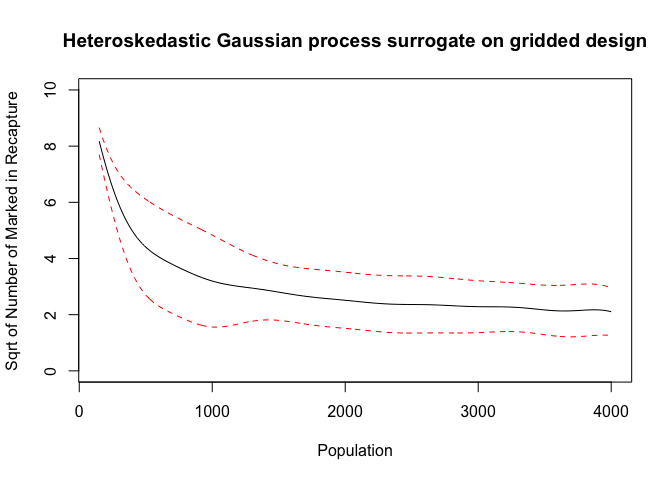 Heteroskedastic Gaussian process surrogate on gridded design
Sqrt of Number of Marked in Recapture
10
8
6
4
2
0
0 1000 2000 3000 4000
Population